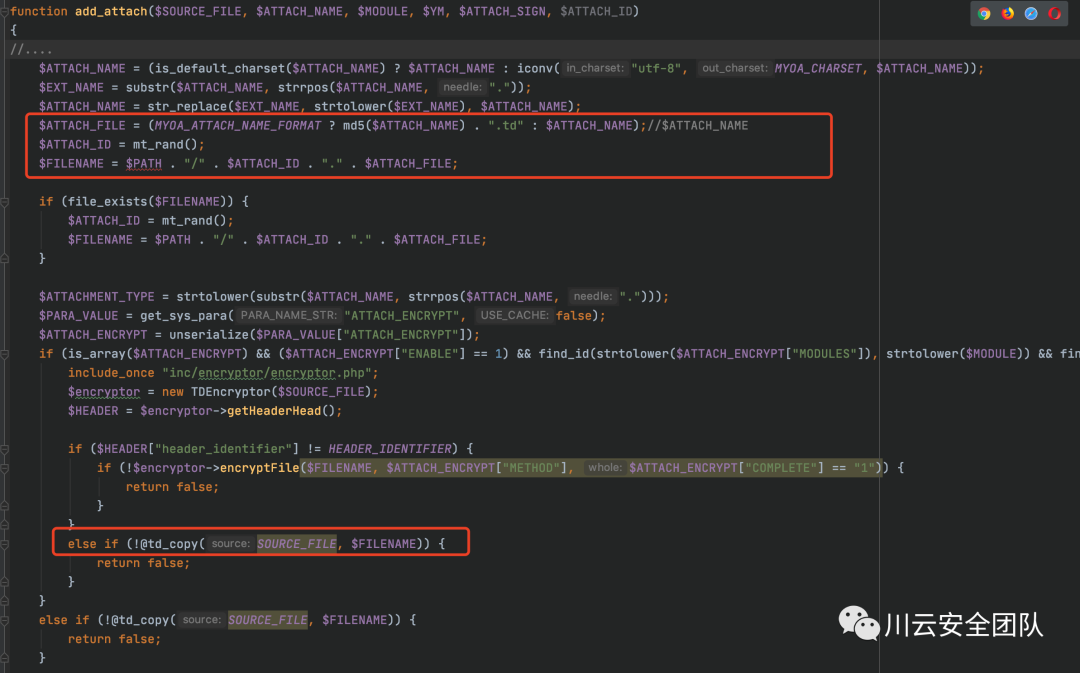 function add_attach($SOURCE_FILE, $ATTACH_NAME, $MODULE, $YM, $ATTACH_SIGN, $ATTACH_ID)
{
//....
$ATTACH_NAME = (is_default_charset($ATTACH_NAME) ? $ATTACH_NAME : iconv( in_charset: "utf-8", out_charset: MYOA_CHARSET, $ATTACH_NAME));
$EXT_NAME = substr($ATTACH_NAME, strrpos($ATTACH_NAME, needle: "."));
$ATTACH_NAME = str_replace($EXT_NAME, strtolower($EXT_NAME), $ATTACH_NAME);
$ATTACH_FILE = (MYOA_ATTACH_NAME_FORMAT ? md5($ATTACH_NAME) . ".td" : $ATTACH_NAME);//$ATTACH_NAME
$ATTACH_ID = mt_rand();
$FILENAME = $PATH . "/" . $ATTACH_ID . "." . $ATTACH_FILE;
if (file_exists($FILENAME)) {
$ATTACH_ID = mt_rand();
$FILENAME = $PATH . "/" . $ATTACH_ID . "." . $ATTACH_FILE;
}
$ATTACHMENT_TYPE = strtolower(substr($ATTACH_NAME, strrpos($ATTACH_NAME, needle: ".")));
$PARA_VALUE = get_sys_para( PARA_NAME_STR: "ATTACH_ENCRYPT", USE_CACHE: false);
$ATTACH_ENCRYPT = unserialize($PARA_VALUE["ATTACH_ENCRYPT"]);
if (is_array($ATTACH_ENCRYPT) && ($ATTACH_ENCRYPT["ENABLE"] == 1) && find_id(strtolower($ATTACH_ENCRYPT["MODULES"]), strtolower($MODULE)) && fin
include_once "inc/encryptor/encryptor.php";
$encryptor = new TDEncryptor($SOURCE_FILE);
$HEADER = $encryptor->getHeaderHead();
if ($HEADER["header_identifier"] != HEADER_IDENTIFIER) {
if (!$encryptor->encryptFile($FILENAME, $ATTACH_ENCRYPT["METHOD"], whole: $ATTACH_ENCRYPT["COMPLETE"] == "1")) {
return false;
}
}
else if (!@td_copy( source: SOURCE_FILE, $FILENAME)) {
return false;
}
}
else if (!@td_copy( source: SOURCE_FILE, $FILENAME)) {
return false;
}
川云安全团队